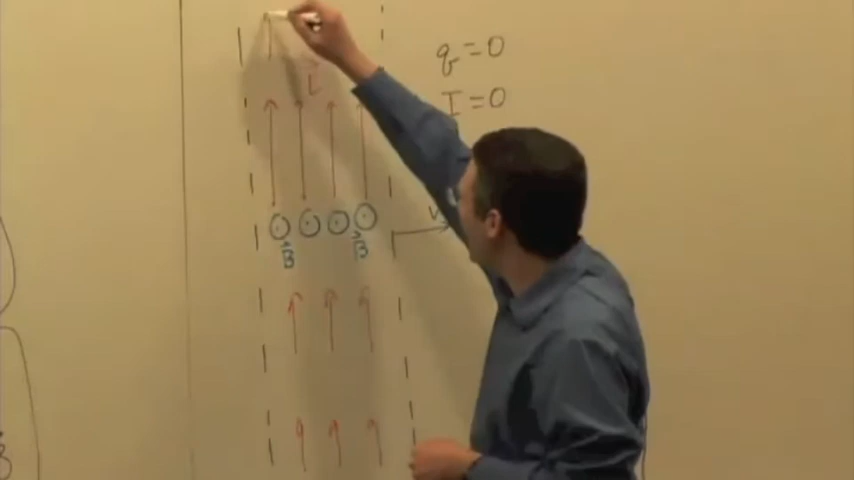 q = 0
E
I = 0
V
B B